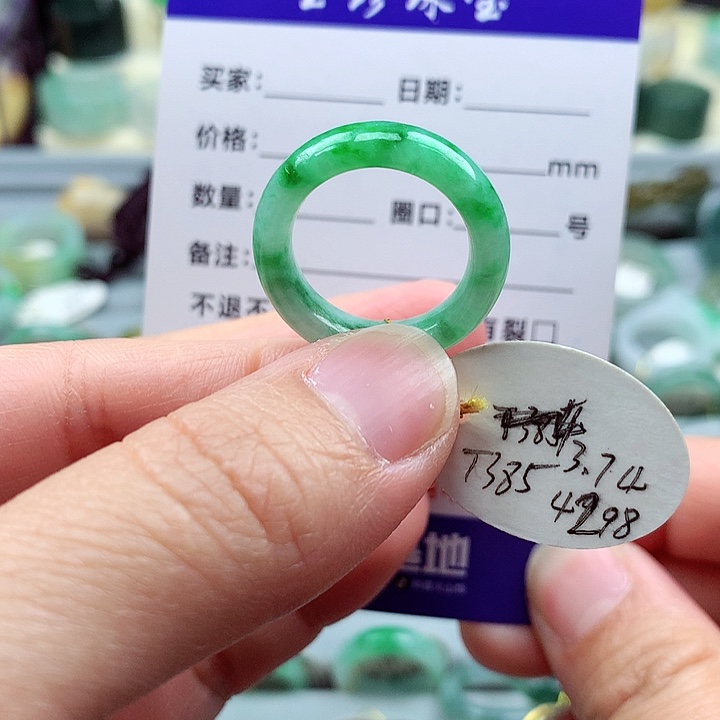 买家:
日期:
价格:
mm
数量:
圈口:
号
备注:
不退不
有裂口
3.74
T385
4298
地